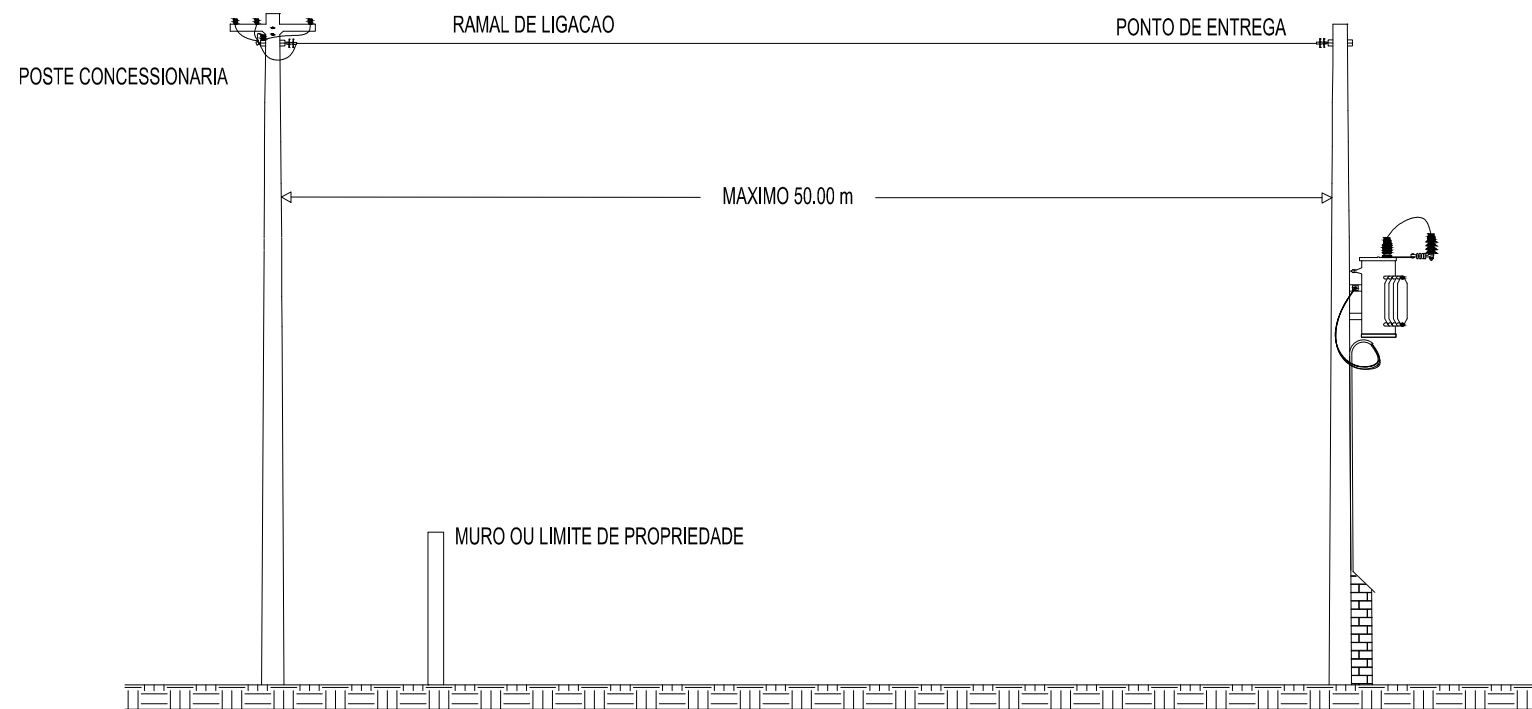 RAMAL DE LIGACAO
PONTO DE ENTREGA
POSTE CONCESSIONARIA
MAXIMO 50.00 m
MURO OU LIMITE DE PROPRIEDADE